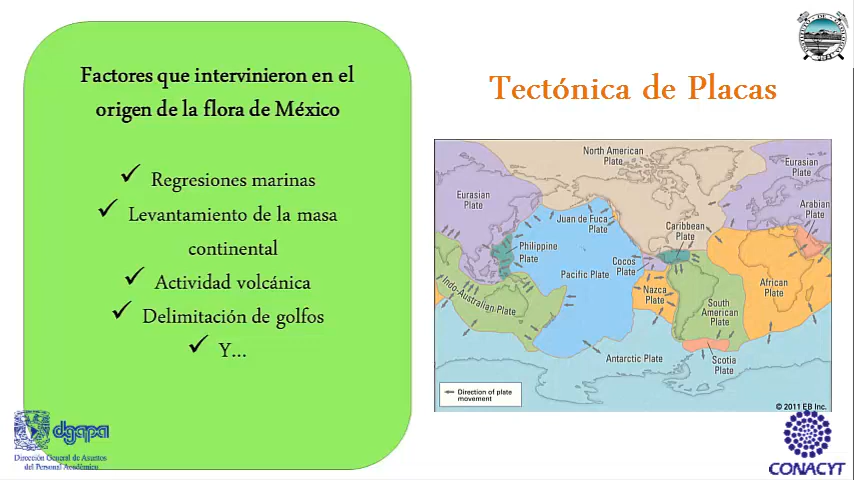 Factores que intervinieron en el
origen de la flora de México
✓ Regresiones marinas
✓ Levantamiento de la masa
continental
✓ Actividad volcánica
✓ Delimitación de golfos
✓ Y...
Tectónica de Placas
North American
Plate
Eurasian
Plate
Eurasian
Plate
Arabian
Plate
Juan de Fuca
Plate
Caribbean
Plate
Philippine
Plate
Cocos
Plate
Pacific Plate
African
Plate
Nazca
Plate
Indo-Australian Plate
South
American
Plate
Antarctic Plate
Scotia
Plate
Direction of plate
movement
© 2011 EB Inc.
dgapa
Dirección General de Asuntos
del Personal Académico
CONACYT